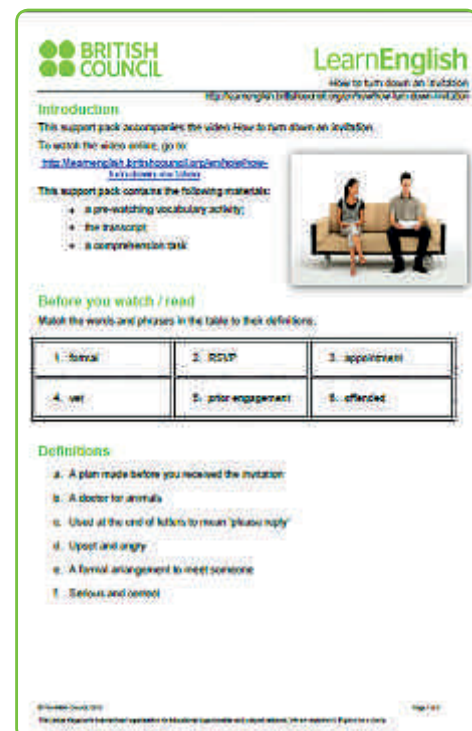 BRITISH
COUNCIL
LearnEnglish
How to turn down an invitation
Introduction
This support pack accompanies the video How to turn down an invitation.
To watch the video online, go to:
This support pack contains the following materials:
a pre-watching vocabulary activity;
the transcript
a comprehension task
Before you watch / read
Match the words and phrases in the table to their definitions.
1. formal 2. RSVP 3. appointment
4. vet 5. prior engagement 6. offended
Definitions
a. A plan made before you received the invitation
b. A doctor for animals
c. Used at the end of letters to mean 'please reply'
d. Upset and angry
e. A formal arrangement to meet someone
f. Serious and correct